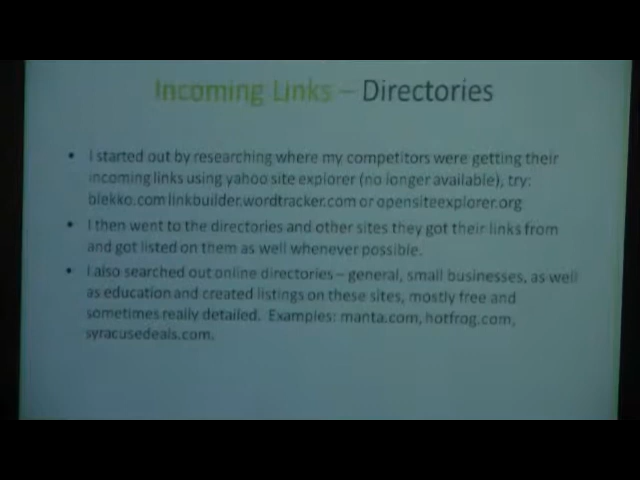 Incoming Links – Directories
• I started out by researching where my competitors were getting their
incoming links using yahoo site explorer (no longer available), try:
blekko.com linkbuilder.wordtracker.com or opensiteexplorer.org
• I then went to the directories and other sites they got their links from
and got listed on them as well whenever possible.
• I also searched out online directories – general, small businesses, as well
as education and created listings on these sites, mostly free and
sometimes really detailed. Examples: manta.com, hotfrog.com,
syracusedeals.com.